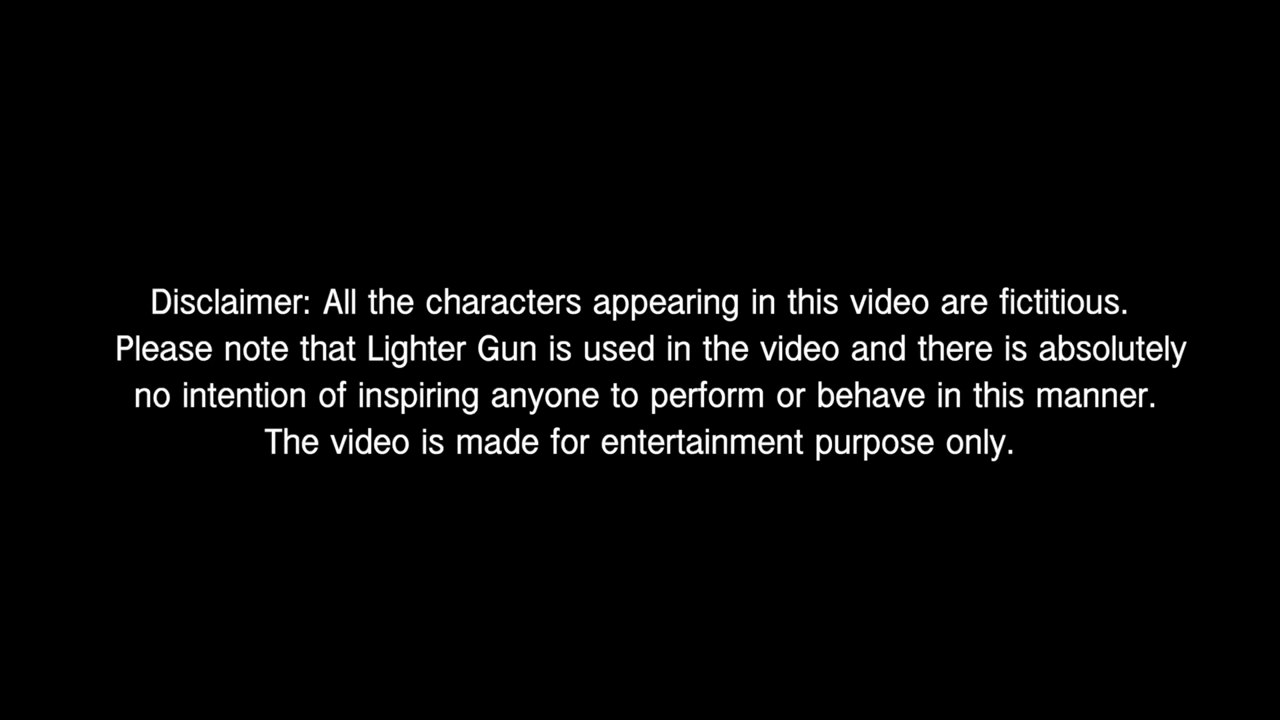 Disclaimer: All the characters appearing in this video are fictitious.
Please note that Lighter Gun is used in the video and there is absolutely
no intention of inspiring anyone to perform or behave in this manner.
The video is made for entertainment purpose only.